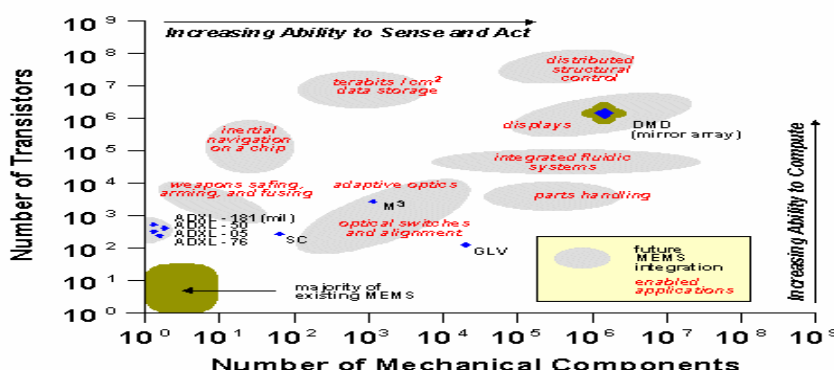 Increasing Ability to Sense and Act
Number of Transistors
10⁹
10⁸
10⁷
10⁶
10⁵
10⁴
10³
10²
10¹
10⁰
distributed
structural
control
terabits / cm²
data storage
displays
DMD
(mirror array)
inertial
navigation
on a chip
integrated fluidic
systems
weapons safing,
arming, and fusing
adaptive optics
parts handling
M³
ADXL - 181 (mil)
ADXL - 50
ADXL - 05
ADXL - 76
SC
optical switches
and alignment
GLV
majority of
existing MEMS
future
MEMS
integration
enabled
applications
Increasing Ability to Compute
10⁰ 10¹ 10² 10³ 10⁴ 10⁵ 10⁶ 10⁷ 10⁸ 10⁹
Number of Mechanical Components